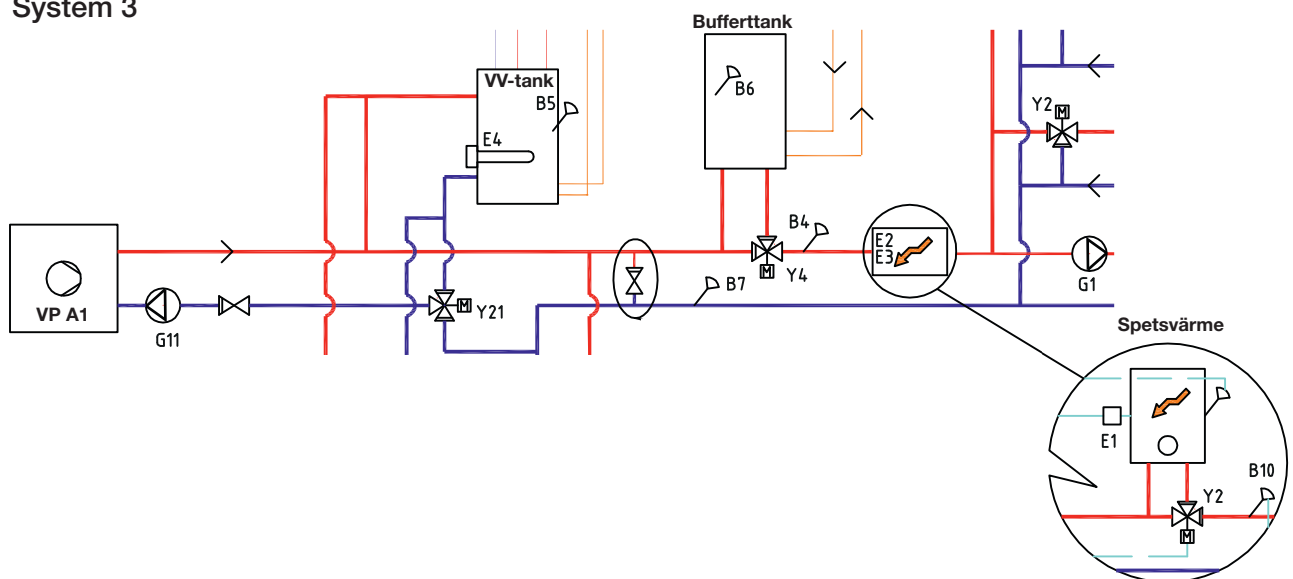 System 3
Bufferttank
VV-tank
B5
B6
E4
Y2
M
B4
E2
E3
M
Y4
G1
B7
VP A1
G11
M
Y21
Spetsvärme
E1
B10
Y2
M